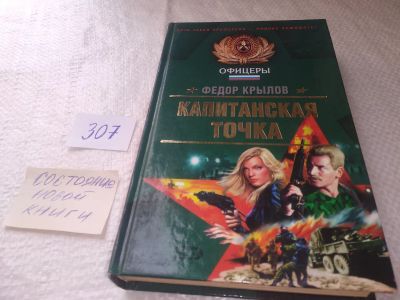 ОФИЦЕРЫ
ФЕДОР КРЫЛОВ
КАПИТАНСКАЯ
ТОЧКА
307
СОСТОЯНИЕ
НОВОЙ
КНИГИ